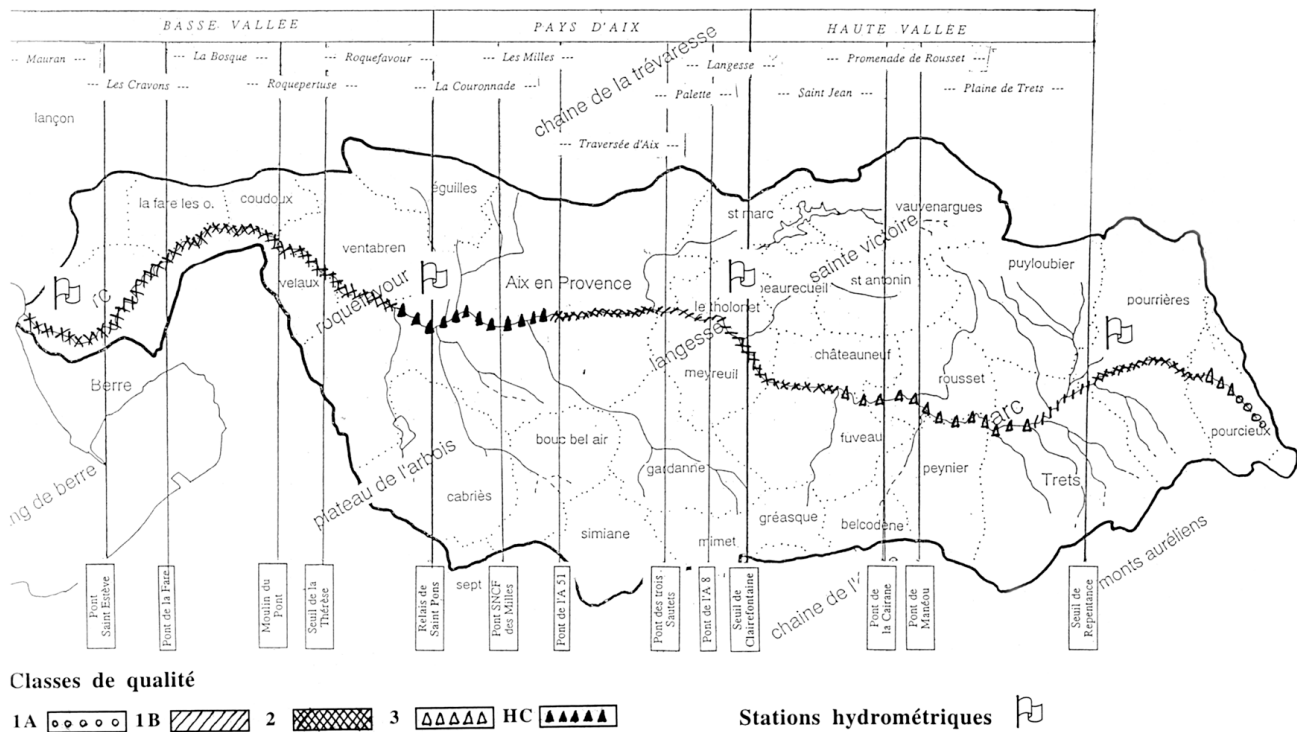 BASSE VALLEE PAYS D'AIX HAUTE VALLÉE
Mauran --- --- La Bosque --- --- Roquefavour --- --- Les Milles --- --- Langesse --- --- Promenade de Rousset ---
--- Les Cravons --- --- Roquepertuse --- --- La Couronnade --- --- Palette --- --- Saint Jean --- --- Plaine de Trets ---
--- Traversée d'Aix ---
lançon
chaine de la trévaresse
la fare les o.
coudoux
éguilles
ventabren
velaux
roquefavour
rc
Aix en Provence
st marc
vauvenargues
sainte victoire
beaurecueil
st antonin
puyloubier
pourrières
le tholonet
langesse
châteauneuf
meyreuil
rousset
arc
Berre
bouc bel air
fuveau
pourcieux
gardanne
peynier
Trets
ng de berre
plateau de l'arbois
cabriès
gréasque
belcodène
simiane
mimet
monts auréliens
sept
chaine de l'
Pont Saint Estève
Pont de la Fare
Moulin du Pont
Seuil de la Thérèse
Relais de Saint Pons
Pont SNCF des Milles
Pont de l'A 51
Pont des trois Sautets
Pont de l'A 8
Seuil de Clairefontaine
Pont de la Cairane
Pont de Manéou
Seuil de Repentance
Classes de qualité
1A 1B 2 3 HC
Stations hydrométriques